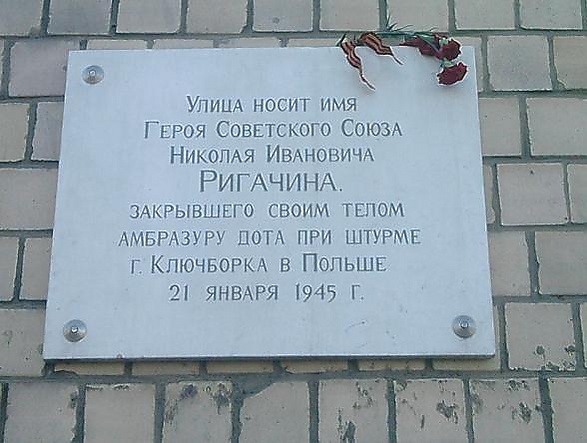 Улица носит имя
Героя Советского Союза
Николая Ивановича
Ригачина.
закрывшего своим телом
амбразуру дота при штурме
г. Ключборка в Польше
21 января 1945 г.